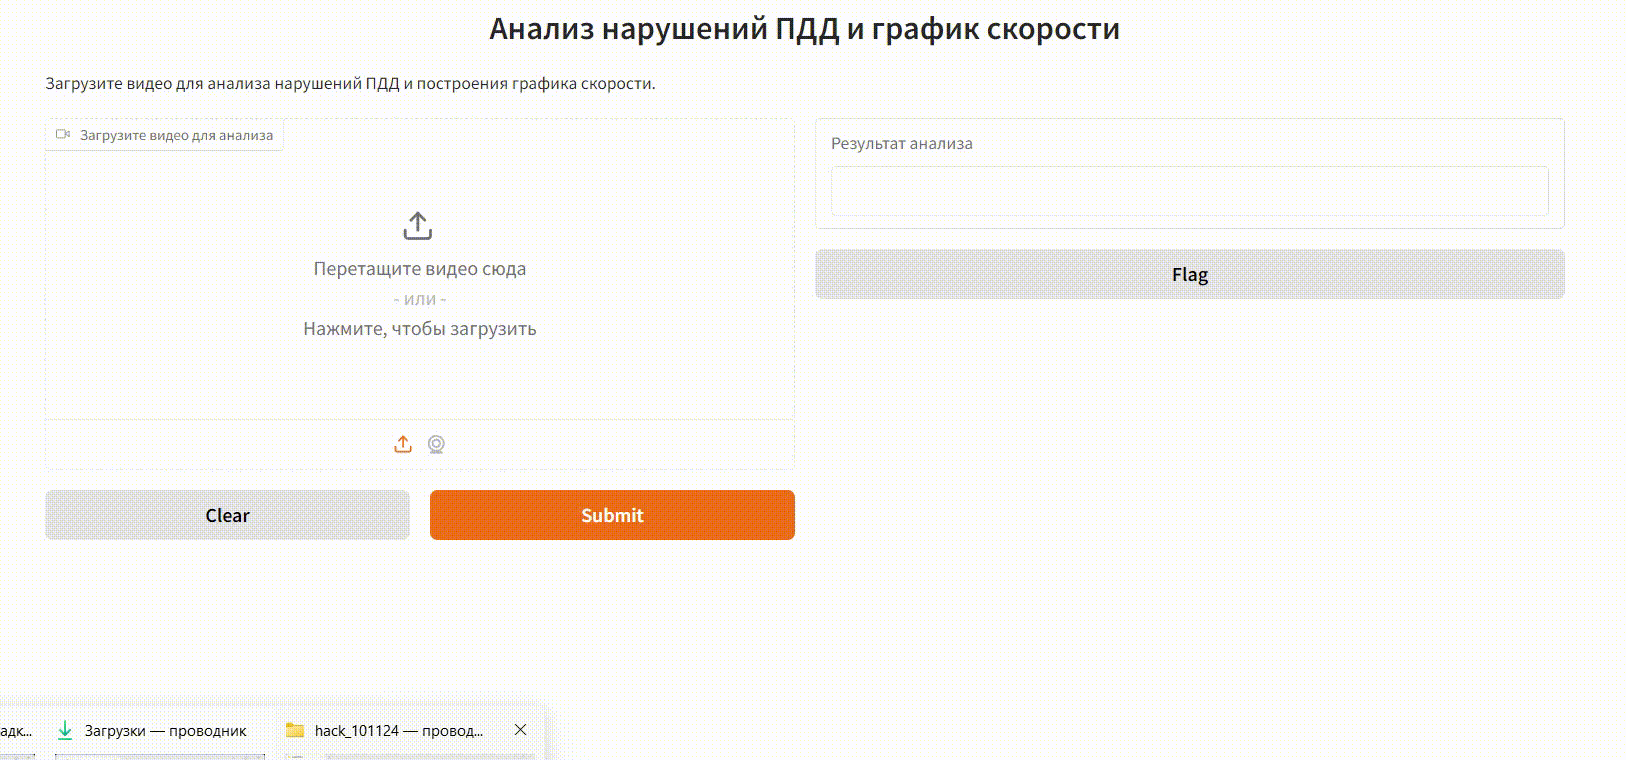 Анализ нарушений ПДД и график скорости
Загрузите видео для анализа нарушений ПДД и построения графика скорости.
Загрузите видео для анализа
Перетащите видео сюда
- или -
Нажмите, чтобы загрузить
Clear
Submit
Результат анализа
Flag
адк...
Загрузки — проводник
hack_101124 — провод...